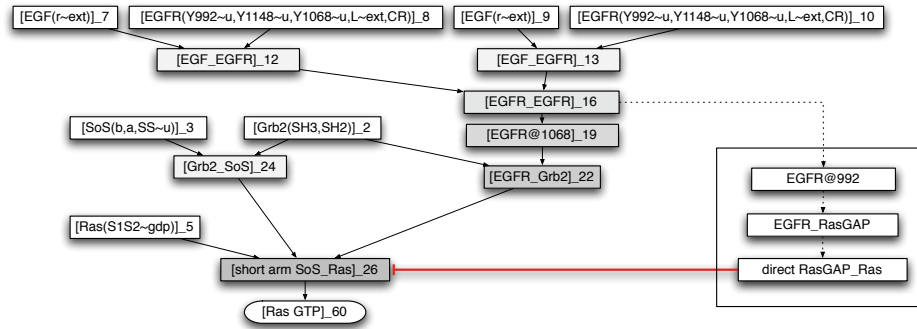 [EGF(r~ext)]_7
[EGFR(Y992~u,Y1148~u,Y1068~u,L~ext,CR)]_8
[EGF(r~ext)]_9
[EGFR(Y992~u,Y1148~u,Y1068~u,L~ext,CR)]_10
[EGF_EGFR]_12
[EGF_EGFR]_13
[EGFR_EGFR]_16
[SoS(b,a,SS~u)]_3
[Grb2(SH3,SH2)]_2
[EGFR@1068]_19
[Grb2_SoS]_24
[EGFR_Grb2]_22
EGFR@992
[Ras(S1S2~gdp)]_5
EGFR_RasGAP
[short arm SoS_Ras]_26
direct RasGAP_Ras
[Ras GTP]_60